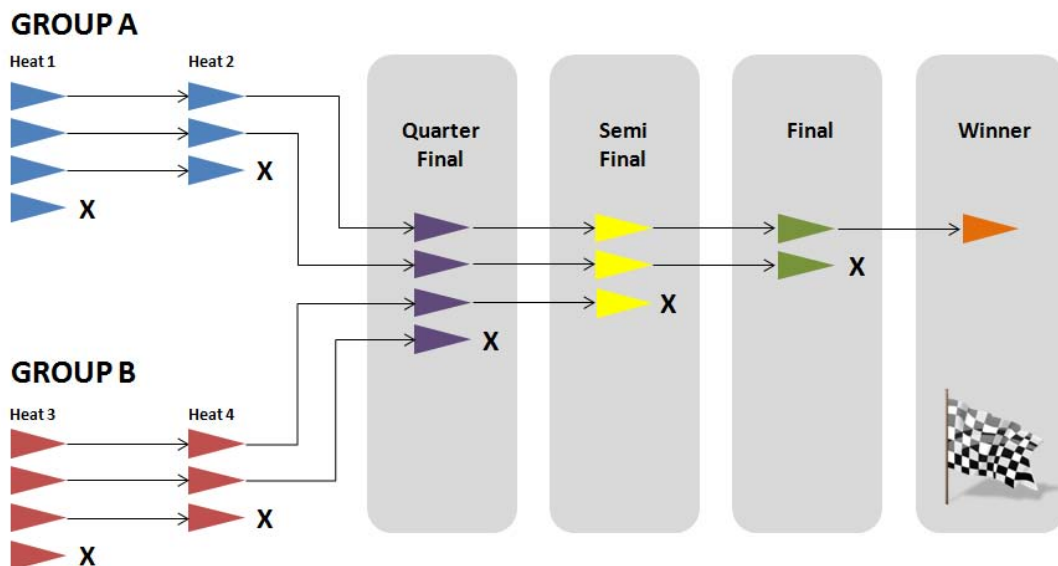 GROUP A
Heat 1
Heat 2
X
X
Quarter
Final
Semi
Final
Final
Winner
X
X
X
GROUP B
Heat 3
Heat 4
X
X